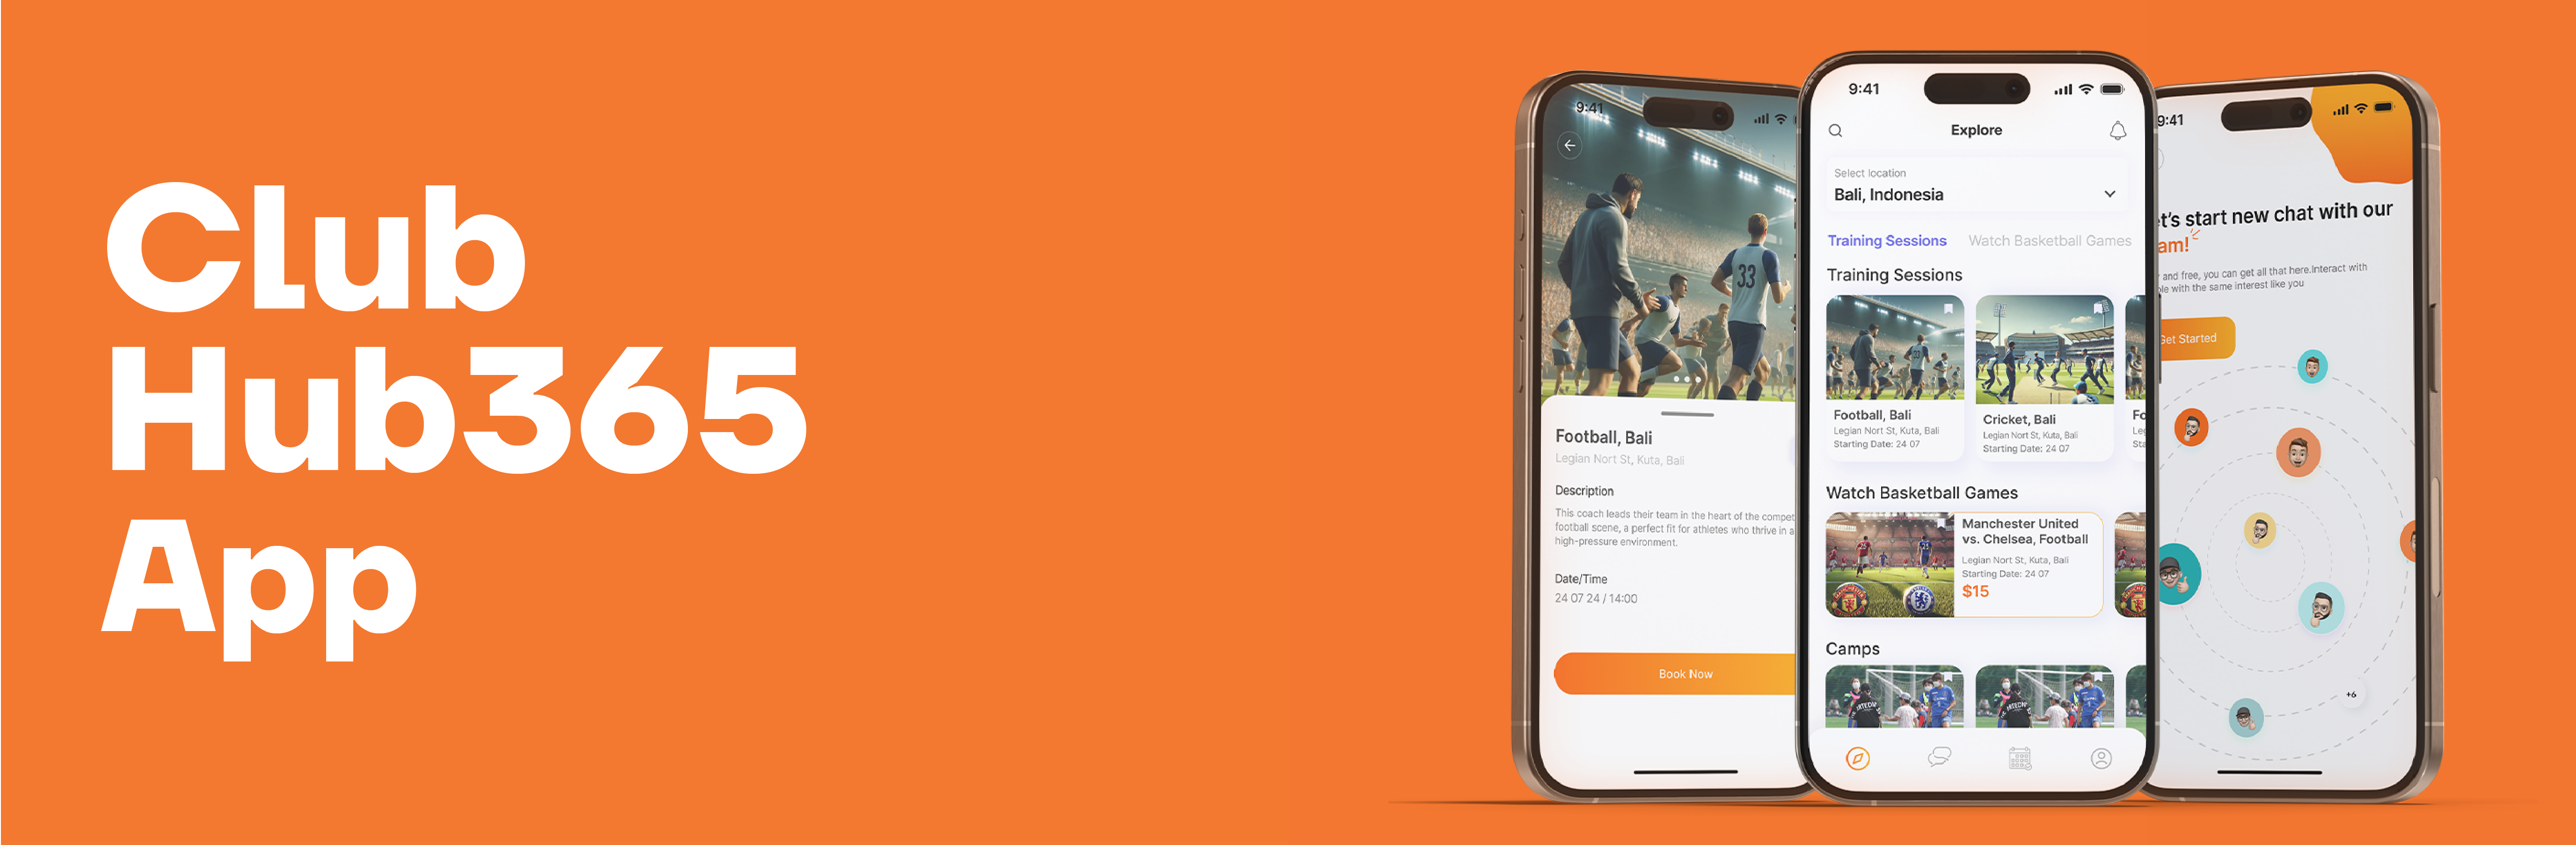 Club
Hub365
App
9:41
33
Football, Bali
Legian Nort St, Kuta, Bali
Description
This coach leads their team in the heart of the compet
football scene, a perfect fit for athletes who thrive in a
high-pressure environment.
Date/Time
24 07 24 / 14:00
Book Now
9:41
Explore
Select location
Bali, Indonesia
Training Sessions
Watch Basketball Games
Training Sessions
Football, Bali
Legian Nort St, Kuta, Bali
Starting Date: 24 07
Cricket, Bali
Legian Nort St, Kuta, Bali
Starting Date: 24 07
Fo
Leg
Sta
Watch Basketball Games
Manchester United
vs. Chelsea, Football
Legian Nort St, Kuta, Bali
Starting Date: 24 07
$15
Camps
9:41
et's start new chat with our
am!
and free, you can get all that here.Interact with
ple with the same interest like you
Get Started
+6